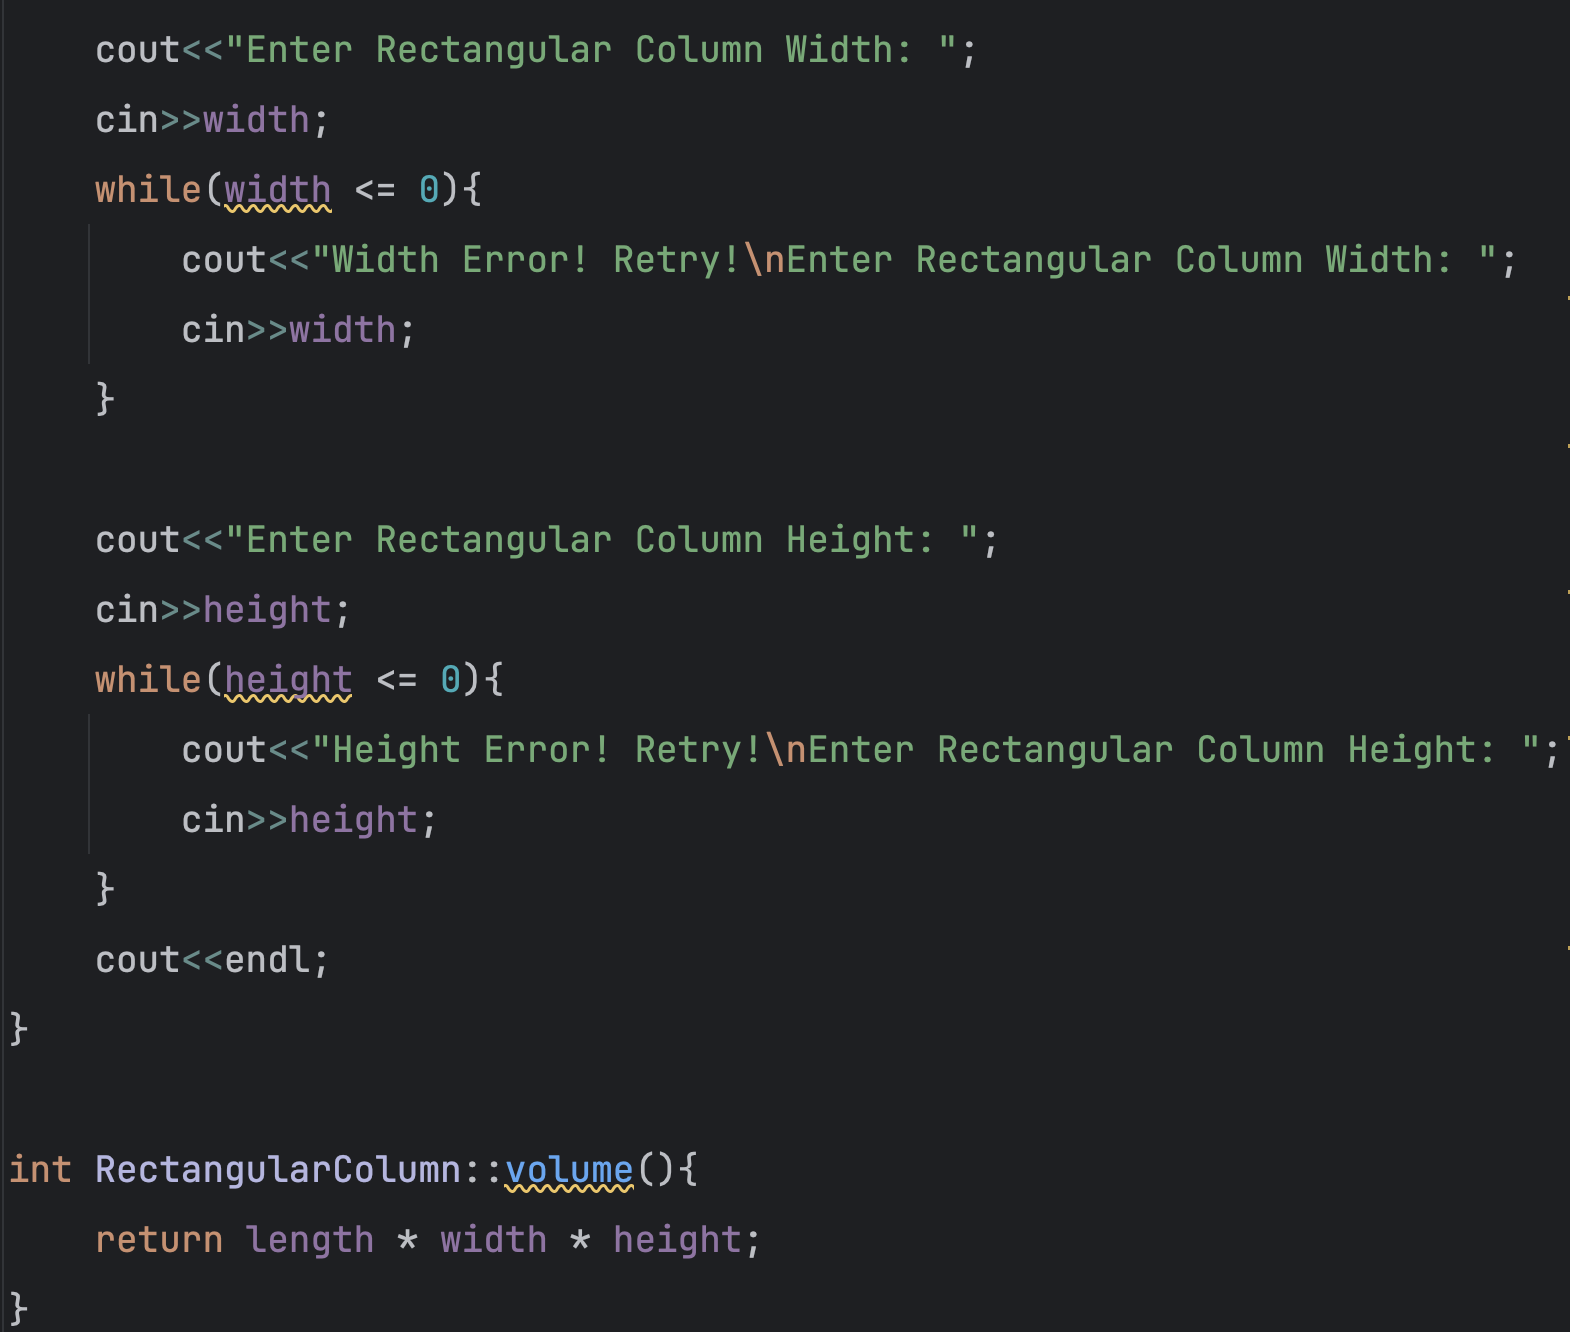 cout<<"Enter Rectangular Column Width: ";
    cin>>width;
    while(width <= 0){
        cout<<"Width Error! Retry!\nEnter Rectangular Column Width: ";
        cin>>width;
    }

    cout<<"Enter Rectangular Column Height: ";
    cin>>height;
    while(height <= 0){
        cout<<"Height Error! Retry!\nEnter Rectangular Column Height: ";
        cin>>height;
    }
    cout<<endl;
}

int RectangularColumn::volume(){
    return length * width * height;
}